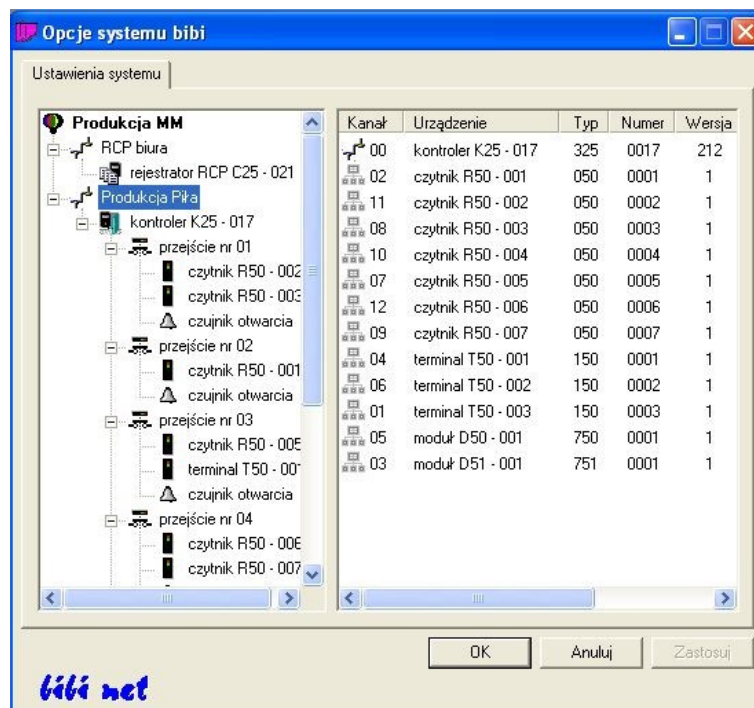 Opcje systemu bibi
Ustawienia systemu
Produkcja MM
RCP biura
rejestrator RCP C25 - 021
Produkcja Piła
kontroler K25 - 017
przejście nr 01
czytnik R50 - 002
czytnik R50 - 003
czujnik otwarcia
przejście nr 02
czytnik R50 - 001
czujnik otwarcia
przejście nr 03
czytnik R50 - 005
terminal T50 - 001
czujnik otwarcia
przejście nr 04
czytnik R50 - 006
czytnik R50 - 007
Kanał Urządzenie Typ Numer Wersja
00 kontroler K25 - 017 325 0017 212
02 czytnik R50 - 001 050 0001 1
11 czytnik R50 - 002 050 0002 1
08 czytnik R50 - 003 050 0003 1
10 czytnik R50 - 004 050 0004 1
07 czytnik R50 - 005 050 0005 1
12 czytnik R50 - 006 050 0006 1
09 czytnik R50 - 007 050 0007 1
04 terminal T50 - 001 150 0001 1
06 terminal T50 - 002 150 0002 1
01 terminal T50 - 003 150 0003 1
05 moduł D50 - 001 750 0001 1
03 moduł D51 - 001 751 0001 1
OK Anuluj Zastosuj
bibi net